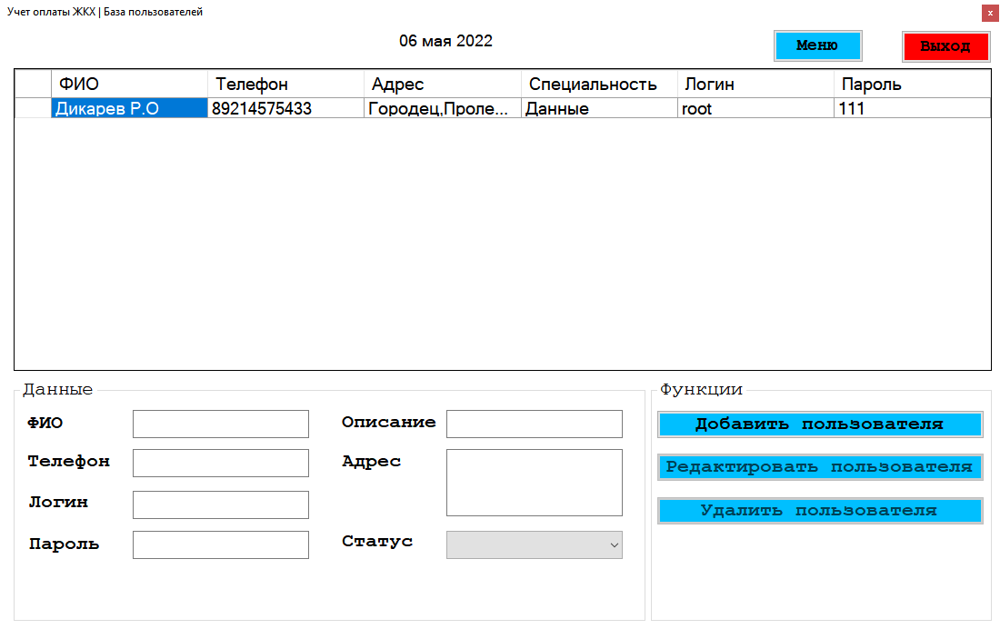 Учет оплаты ЖКХ | База пользователей
x
06 мая 2022
Меню
Выход
ФИО Телефон Адрес Специальность Логин Пароль
Дикарев Р.О 89214575433 Городец,Проле... Данные root 111
Данные
ФИО
Телефон
Логин
Пароль
Описание
Адрес
Статус
Функции
Добавить пользователя
Редактировать пользователя
Удалить пользователя